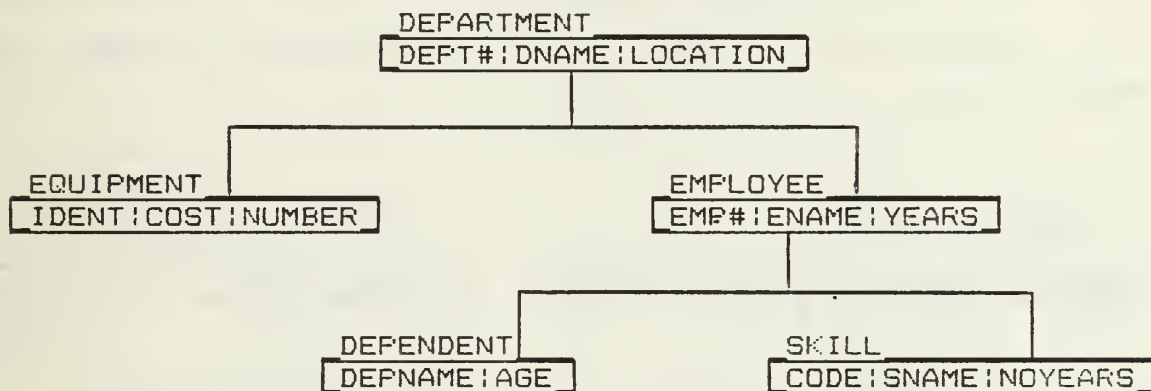 DEPARTMENT
DEPT#¦DNAME¦LOCATION
EQUIPMENT
IDENT¦COST¦NUMBER
EMPLOYEE
EMP#¦ENAME¦YEARS
DEPENDENT
DEPNAME¦AGE
SKILL
CODE¦SNAME¦NOYEARS